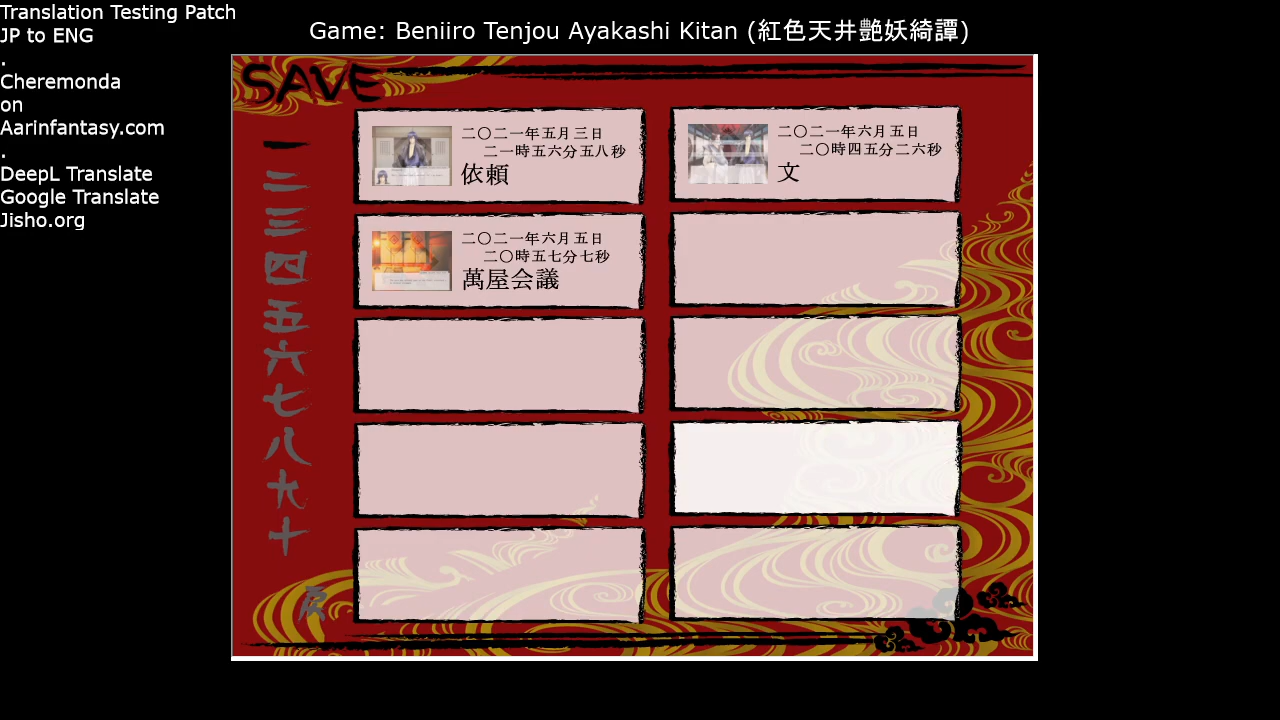 Translation Testing Patch
JP to ENG
.
Cheremonda
on
Aarinfantasy.com
.
DeepL Translate
Google Translate
Jisho.org
Game: Beniiro Tenjou Ayakashi Kitan (紅色天井艶妖綺譚)
SAVE
一
二
三
四
五
六
七
八
九
十
戻
二〇二一年五月三日
二一時五六分五八秒
依頼
二〇二一年六月五日
二〇時四五分二六秒
文
二〇二一年六月五日
二〇時五七分七秒
萬屋会議